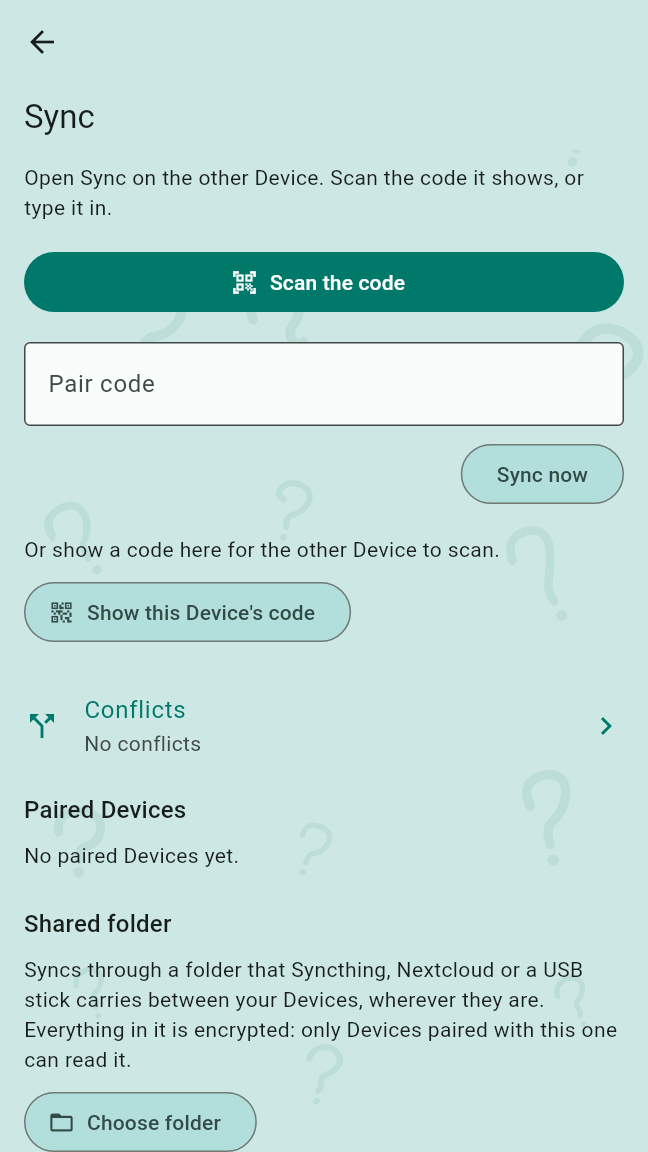 Sync
Open Sync on the other Device. Scan the code it shows, or
type it in.
Scan the code
Pair code
Sync now
Or show a code here for the other Device to scan.
Show this Device's code
Conflicts
No conflicts
Paired Devices
No paired Devices yet.
Shared folder
Syncs through a folder that Syncthing, Nextcloud or a USB
stick carries between your Devices, wherever they are.
Everything in it is encrypted: only Devices paired with this one
can read it.
Choose folder